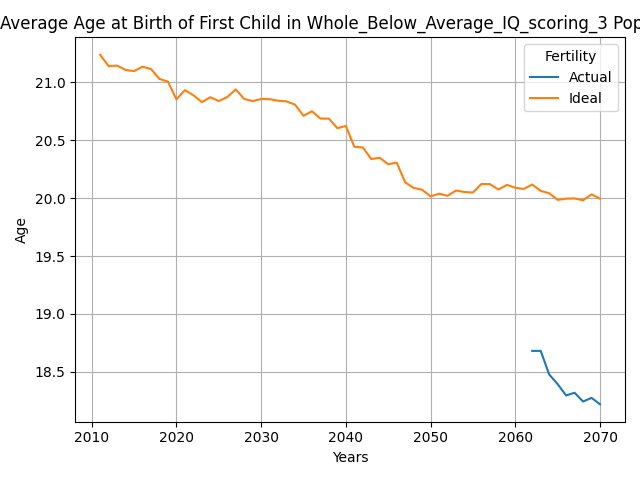 Average Age at Birth of First Child in Whole_Below_Average_IQ_scoring_3 Pop
Fertility
Actual
Ideal
21.0
20.5
20.0
19.5
19.0
18.5
Age
2010 2020 2030 2040 2050 2060 2070
Years